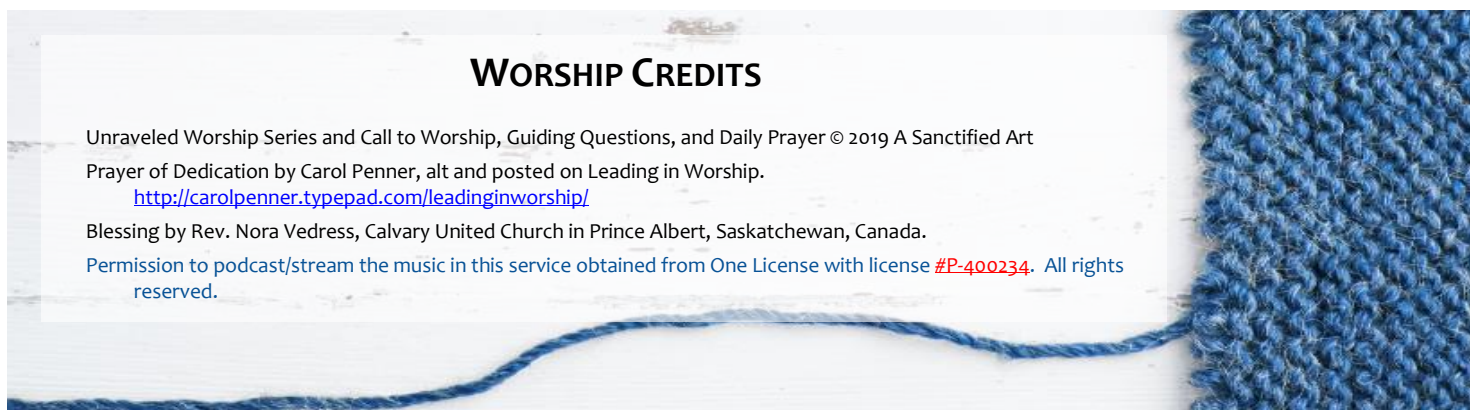 WORSHIP CREDITS
Unraveled Worship Series and Call to Worship, Guiding Questions, and Daily Prayer © 2019 A Sanctified Art
Prayer of Dedication by Carol Penner, alt and posted on Leading in Worship.
http://carolpenner.typepad.com/leadinginworship/
Blessing by Rev. Nora Vedress, Calvary United Church in Prince Albert, Saskatchewan, Canada.
Permission to podcast/stream the music in this service obtained from One License with license #P-400234.  All rights
reserved.